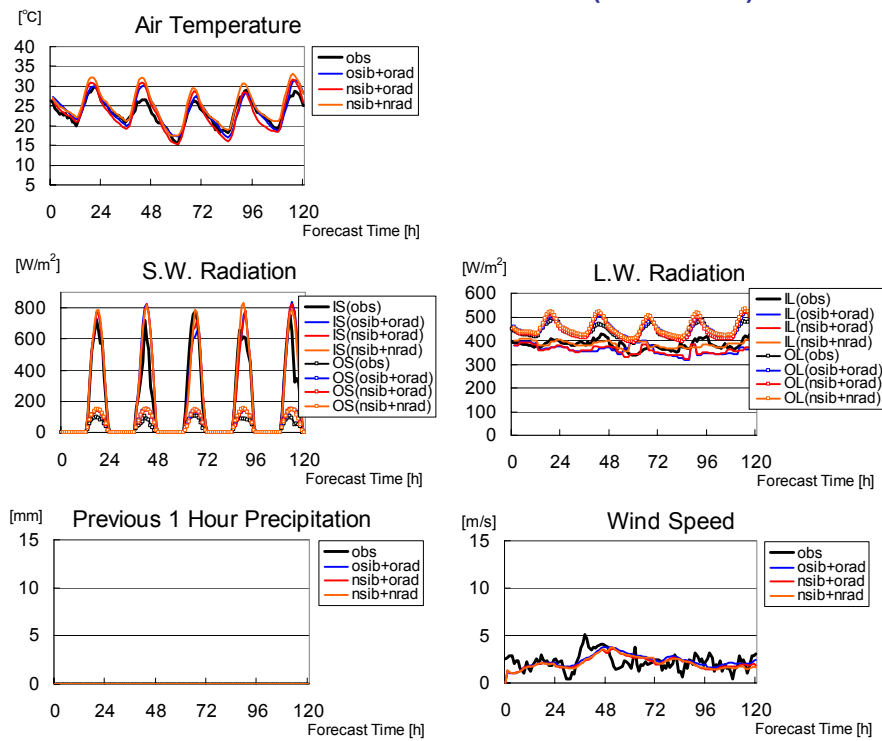 [°C]
Air Temperature
40
35
30
25
20
15
10
5
0 24 48 72 96 120
Forecast Time [h]
obs
osib+orad
nsib+orad
nsib+nrad
[W/m²]
S.W. Radiation
800
600
400
200
0
0 24 48 72 96 120
Forecast Time [h]
IS(obs)
IS(osib+orad)
IS(nsib+orad)
IS(nsib+nrad)
OS(obs)
OS(osib+orad)
OS(nsib+orad)
OS(nsib+nrad)
[W/m²]
L.W. Radiation
600
500
400
300
200
100
0
0 24 48 72 96 120
Forecast Time [h]
IL(obs)
IL(osib+orad)
IL(nsib+orad)
IL(nsib+nrad)
OL(obs)
OL(osib+orad)
OL(nsib+orad)
OL(nsib+nrad)
[mm]
Previous 1 Hour Precipitation
15
10
5
0
0 24 48 72 96 120
Forecast Time [h]
obs
osib+orad
nsib+orad
nsib+nrad
[m/s]
Wind Speed
15
10
5
0
0 24 48 72 96 120
Forecast Time [h]
obs
osib+orad
nsib+orad
nsib+nrad